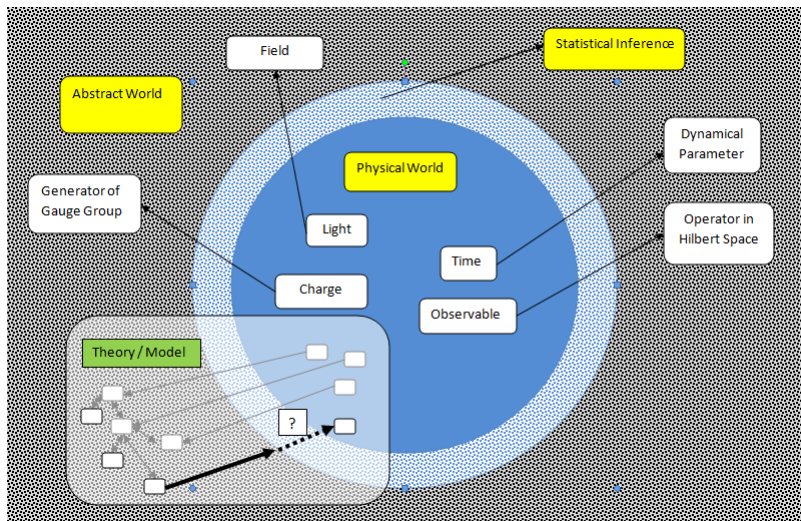 Field
Statistical Inference
Abstract World
Dynamical
Parameter
Physical World
Generator of
Gauge Group
Operator in
Hilbert Space
Light
Time
Charge
Observable
Theory / Model
?